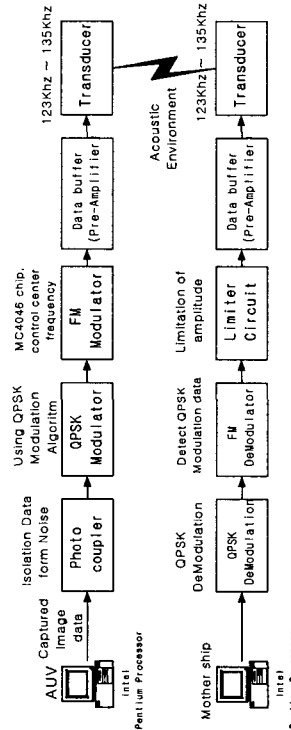 AUV
Captured
Image
data
Intel
Pentium Processor
Isolation Data
form Noise
Photo
coupler
Using QPSK
Modulation
Algoritm
QPSK
Modulator
MC4046 chip,
control center
frequency
FM
Modulator
Data buffer
(Pre-Amplifier)
123Khz ~ 135Khz
Transducer
Acoustic
Environment
Mother ship
Intel
QPSK
DeModulation
QPSK
DeModulation
Detect QPSK
Modulation data
FM
DeModulator
Limitation of
amplitude
Limiter
Circuit
Data buffer
(Pre-Amplifier)
123Khz ~ 135Khz
Transducer